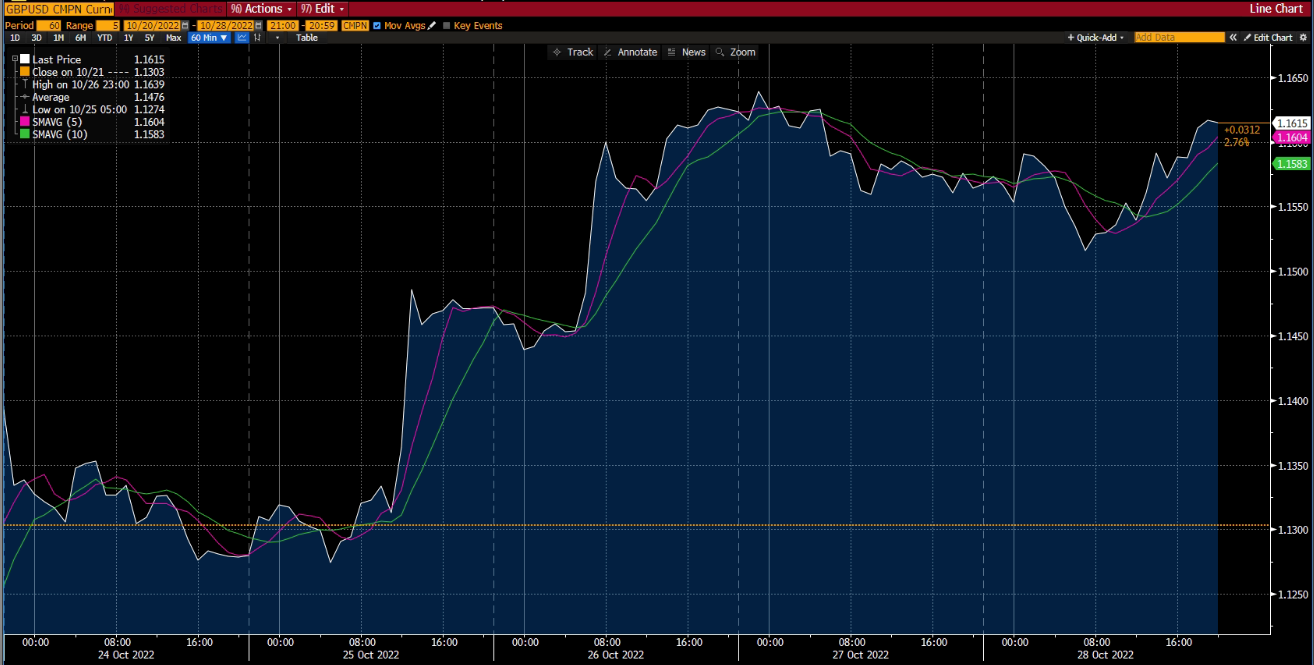 GBPUSD CMPN Curn 96) Suggested Charts 96) Actions 97) Edit Line Chart
Period 60 Range 5 10/20/2022 - 10/28/2022 21:00 - 20:59 CMPN Mov Avgs Key Events
1D 3D 1M 6M YTD 1Y 5Y Max 60 Min Table + Quick-Add Add Data « Edit Chart
Track Annotate News Zoom
Last Price 1.1615
Close on 10/21 ---- 1.1303
High on 10/26 23:00 1.1639
Average 1.1476
Low on 10/25 05:00 1.1274
SMAVG (5) 1.1604
SMAVG (10) 1.1583
1.1650
1.1615
+0.0312
1.1604
1.1600
2.76%
1.1583
1.1550
1.1500
1.1450
1.1400
1.1350
1.1300
1.1250
00:00 08:00 16:00 00:00 08:00 16:00 00:00 08:00 16:00 00:00 08:00 16:00 00:00 08:00 16:00
24 Oct 2022 25 Oct 2022 26 Oct 2022 27 Oct 2022 28 Oct 2022